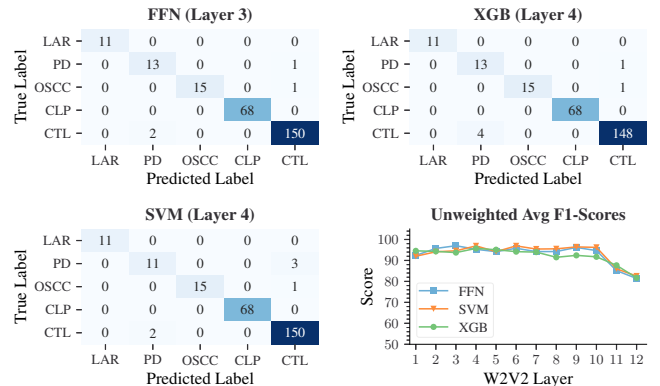 FFN (Layer 3)
True Label
LAR 11 0 0 0 0
PD 0 13 0 0 1
OSCC 0 0 15 0 1
CLP 0 0 0 68 0
CTL 0 2 0 0 150
LAR PD OSCC CLP CTL
Predicted Label
XGB (Layer 4)
True Label
LAR 11 0 0 0 0
PD 0 13 0 0 1
OSCC 0 0 15 0 1
CLP 0 0 0 68 0
CTL 0 4 0 0 148
LAR PD OSCC CLP CTL
Predicted Label
SVM (Layer 4)
True Label
LAR 11 0 0 0 0
PD 0 11 0 0 3
OSCC 0 0 15 0 1
CLP 0 0 0 68 0
CTL 0 2 0 0 150
LAR PD OSCC CLP CTL
Predicted Label
Unweighted Avg F1-Scores
Score
100
90
80
70
60
50
FFN
SVM
XGB
1 2 3 4 5 6 7 8 9 10 11 12
W2V2 Layer